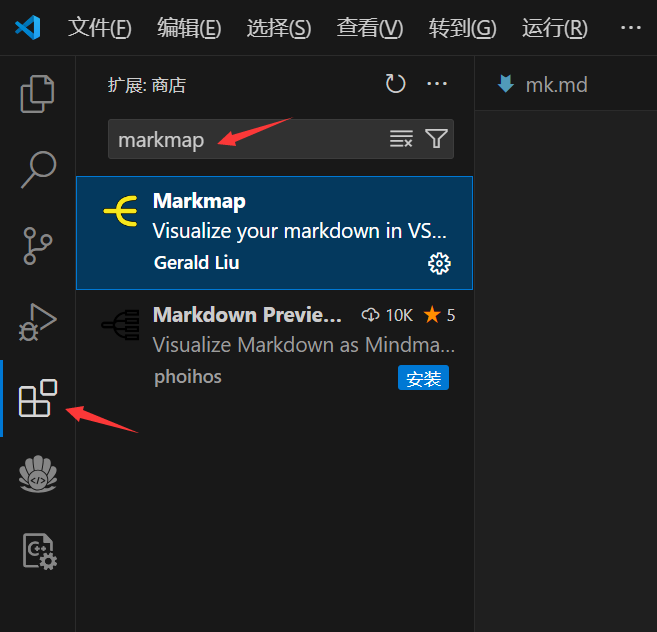 文件(F) 编辑(E) 选择(S) 查看(V) 转到(G) 运行(R) ···
扩展: 商店 ···
mk.md
markmap
Markmap
Visualize your markdown in VS...
Gerald Liu
Markdown Previe... 10K 5
Visualize Markdown as Mindma...
phoihos 安装
C++